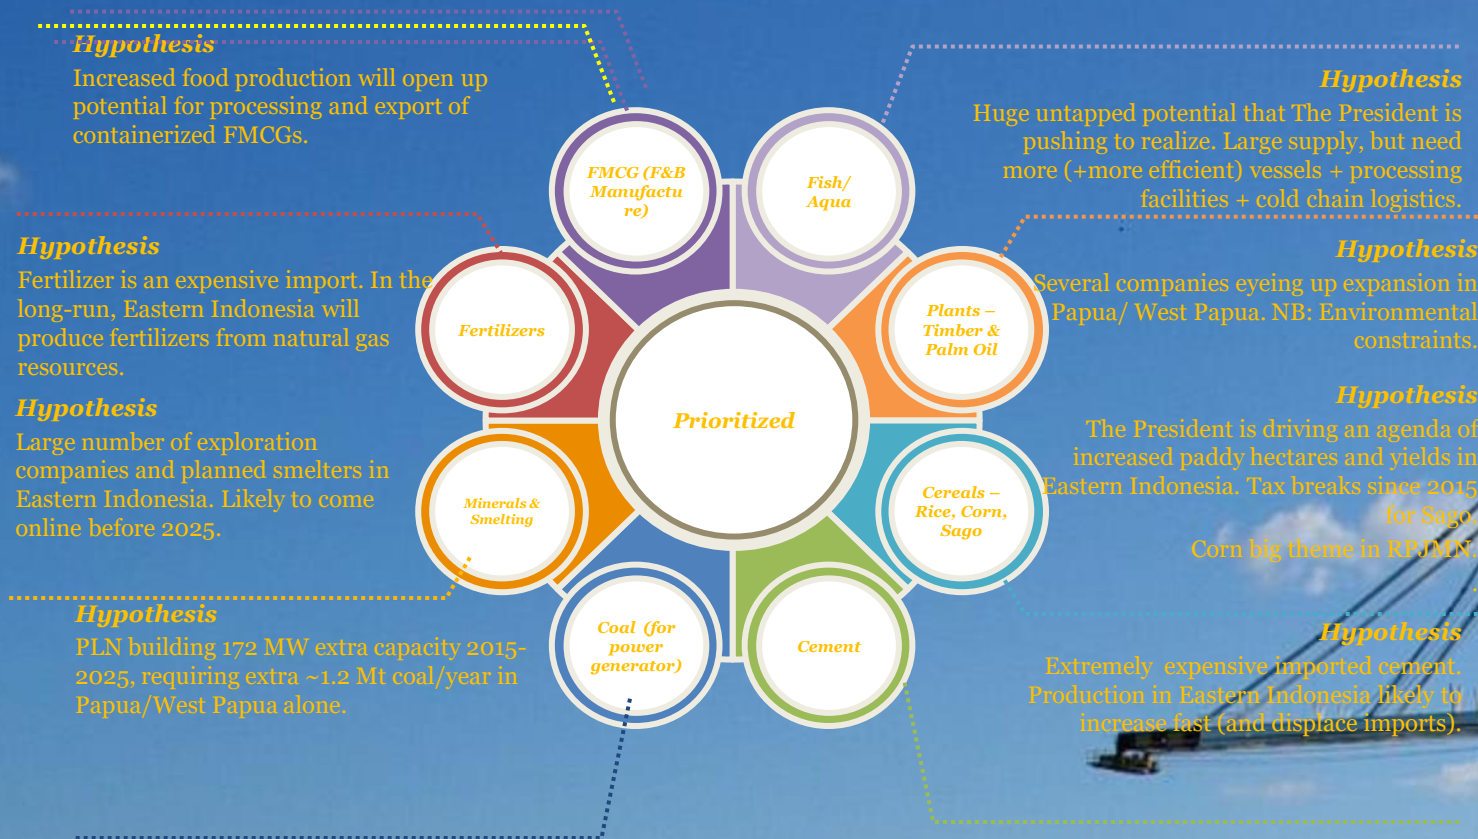 Hypothesis
Increased food production will open up
potential for processing and export of
containerized FMCGs.
Hypothesis
Fertilizer is an expensive import. In the
long-run, Eastern Indonesia will
produce fertilizers from natural gas
resources.
Hypothesis
Large number of exploration
companies and planned smelters in
Eastern Indonesia. Likely to come
online before 2025.
Hypothesis
PLN building 172 MW extra capacity 2015-
2025, requiring extra ~1.2 Mt coal/year in
Papua/West Papua alone.
FMCG (F&B
Manufactu
re)
Fish/
Aqua
Fertilizers
Plants –
Timber &
Palm Oil
Prioritized
Minerals &
Smelting
Cereals –
Rice, Corn,
Sago
Coal (for
power
generator)
Cement
Hypothesis
Huge untapped potential that The President is
pushing to realize. Large supply, but need
more (+more efficient) vessels + processing
facilities + cold chain logistics.
Hypothesis
Several companies eyeing up expansion in
Papua/ West Papua. NB: Environmental
constraints.
Hypothesis
The President is driving an agenda of
increased paddy hectares and yields in
Eastern Indonesia. Tax breaks since 2015
for Sago.
Corn big theme in RPJMN.
.
Hypothesis
Extremely expensive imported cement.
Production in Eastern Indonesia likely to
increase fast (and displace imports).